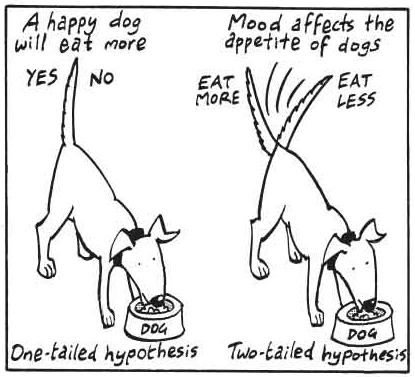 A happy dog
will eat more
YES NO
DOG
One-tailed hypothesis
Mood affects the
appetite of dogs
EAT
MORE
EAT
LESS
DOG
Two-tailed hypothesis